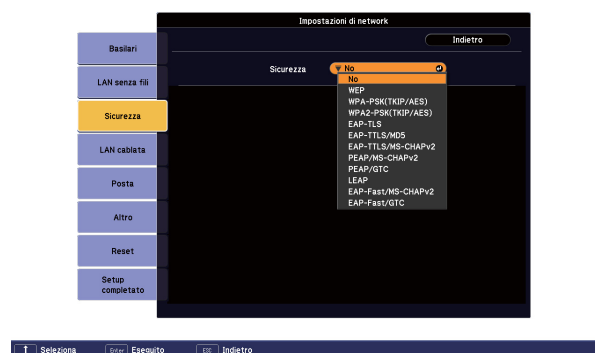 Impostazioni di network
Indietro
Basilari
LAN senza fili
Sicurezza
LAN cablata
Posta
Altro
Reset
Setup
completato
Sicurezza
No
No
WEP
WPA-PSK(TKIP/AES)
WPA2-PSK(TKIP/AES)
EAP-TLS
EAP-TTLS/MD5
EAP-TTLS/MS-CHAPv2
PEAP/MS-CHAPv2
PEAP/GTC
LEAP
EAP-Fast/MS-CHAPv2
EAP-Fast/GTC
Seleziona Enter Eseguito ESC Indietro